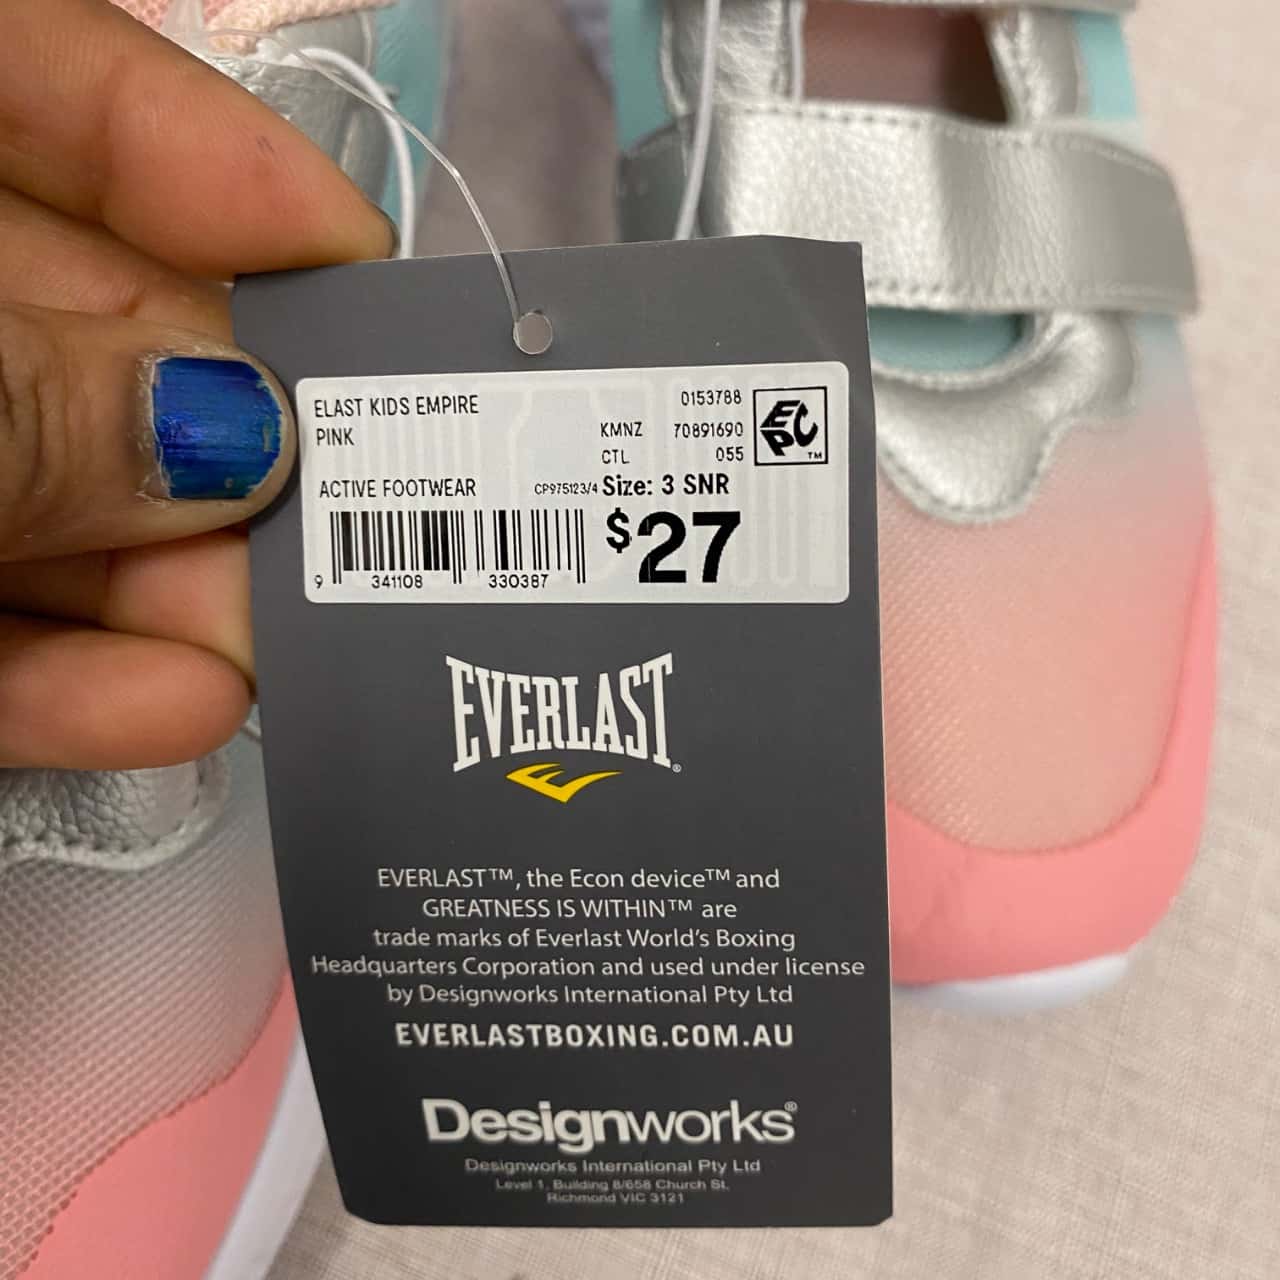 ELAST KIDS EMPIRE
PINK
0153788
KMNZ 70891690
CTL 055
EPC™
ACTIVE FOOTWEAR CP975123/4 Size: 3 SNR
$27
9 341108 330387
EVERLAST®
EVERLAST™, the Econ device™ and
GREATNESS IS WITHIN™ are
trade marks of Everlast World's Boxing
Headquarters Corporation and used under license
by Designworks International Pty Ltd
EVERLASTBOXING.COM.AU
Designworks®
Designworks International Pty Ltd
Level 1, Building 8/658 Church St.
Richmond VIC 3121